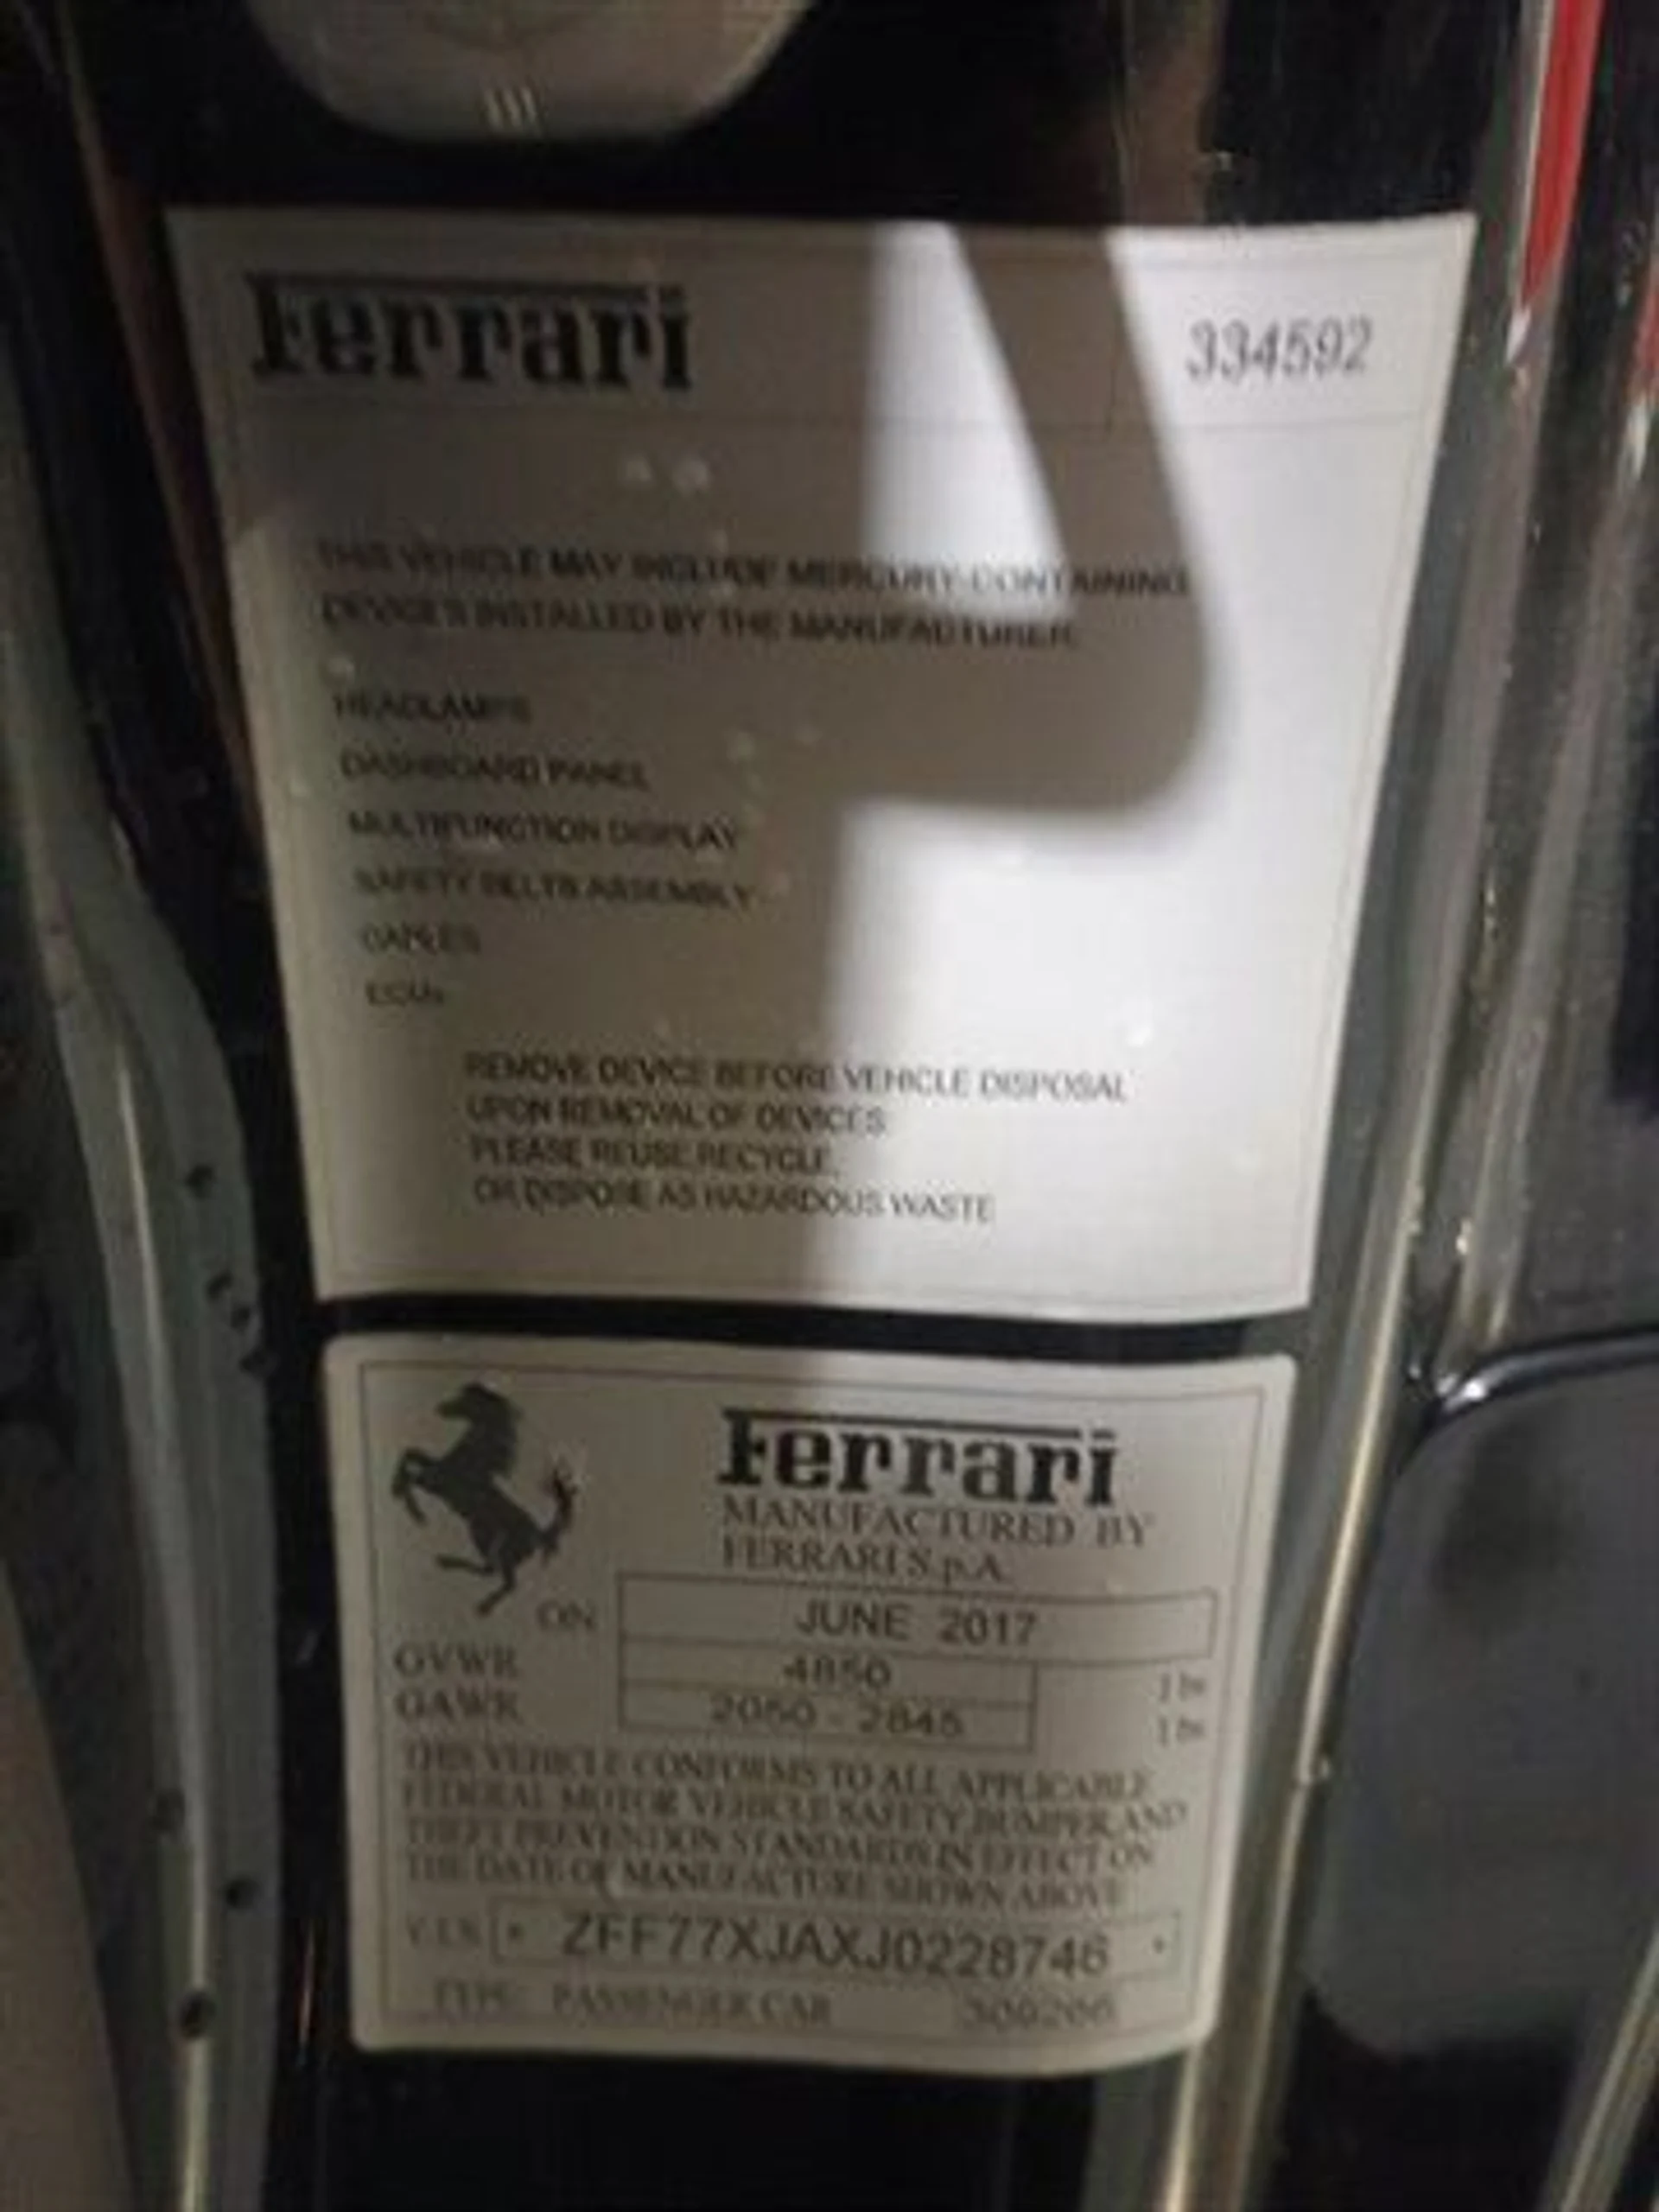 Ferrari
334592
THIS VEHICLE MAY INCLUDE MERCURY-CONTAINING
DEVICES INSTALLED BY THE MANUFACTURER
HEADLAMPS
DASHBOARD PANEL
MULTIFUNCTION DISPLAY
SAFETY BELTS ASSEMBLY
CABLES
ECUs
REMOVE DEVICE BEFORE VEHICLE DISPOSAL
UPON REMOVAL OF DEVICES
PLEASE REUSE, RECYCLE,
OR DISPOSE AS HAZARDOUS WASTE
Ferrari
MANUFACTURED BY
FERRARI S.p.A.
ON JUNE 2017
GVWR 4850 lbs
GAWR 2050 - 2845 lbs
THIS VEHICLE CONFORMS TO ALL APPLICABLE
FEDERAL MOTOR VEHICLE SAFETY, BUMPER, AND
THEFT PREVENTION STANDARDS IN EFFECT ON
THE DATE OF MANUFACTURE SHOWN ABOVE
V.I.N. * ZFF77XJAXJ0228746 *
TYPE: PASSENGER CAR